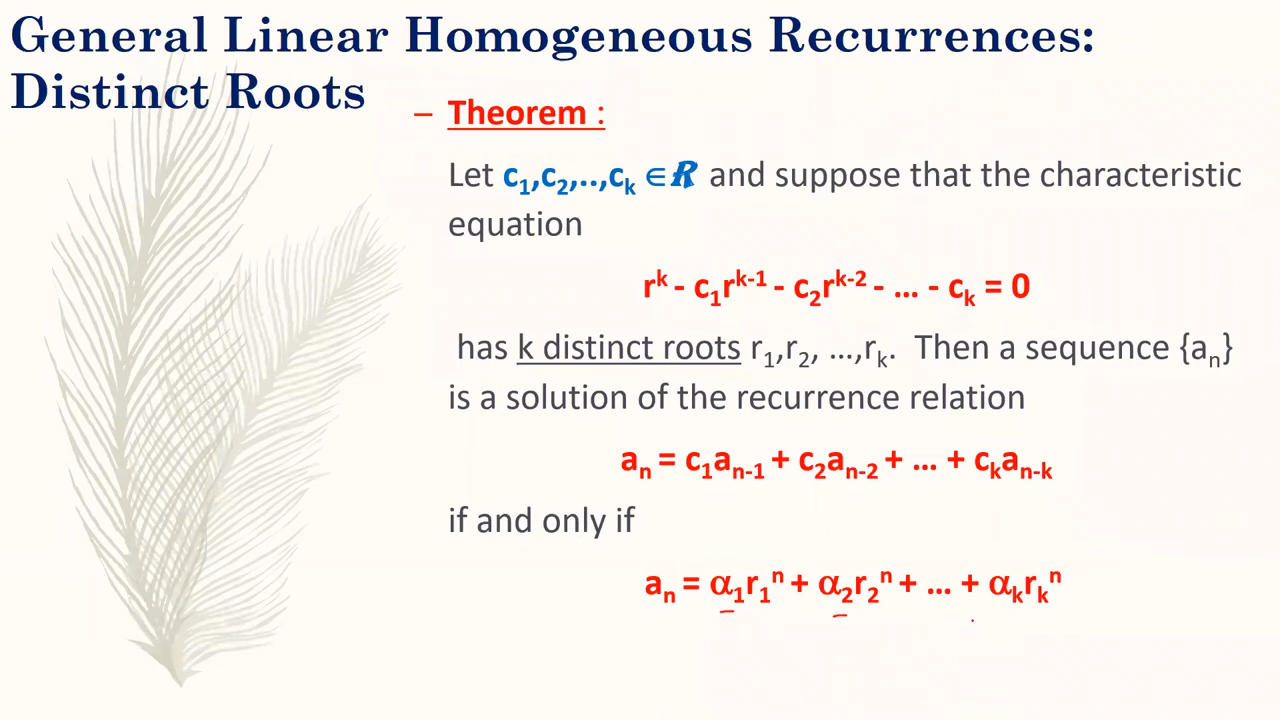 General Linear Homogeneous Recurrences:
Distinct Roots
– Theorem :
Let c₁,c₂,..,cₖ ∈R and suppose that the characteristic
equation
rᵏ - c₁rᵏ⁻¹ - c₂rᵏ⁻² - … - cₖ = 0
has k distinct roots r₁,r₂, …,rₖ. Then a sequence {aₙ}
is a solution of the recurrence relation
aₙ = c₁aₙ₋₁ + c₂aₙ₋₂ + … + cₖaₙ₋ₖ
if and only if
aₙ = α₁r₁ⁿ + α₂r₂ⁿ + … + αₖrₖⁿ